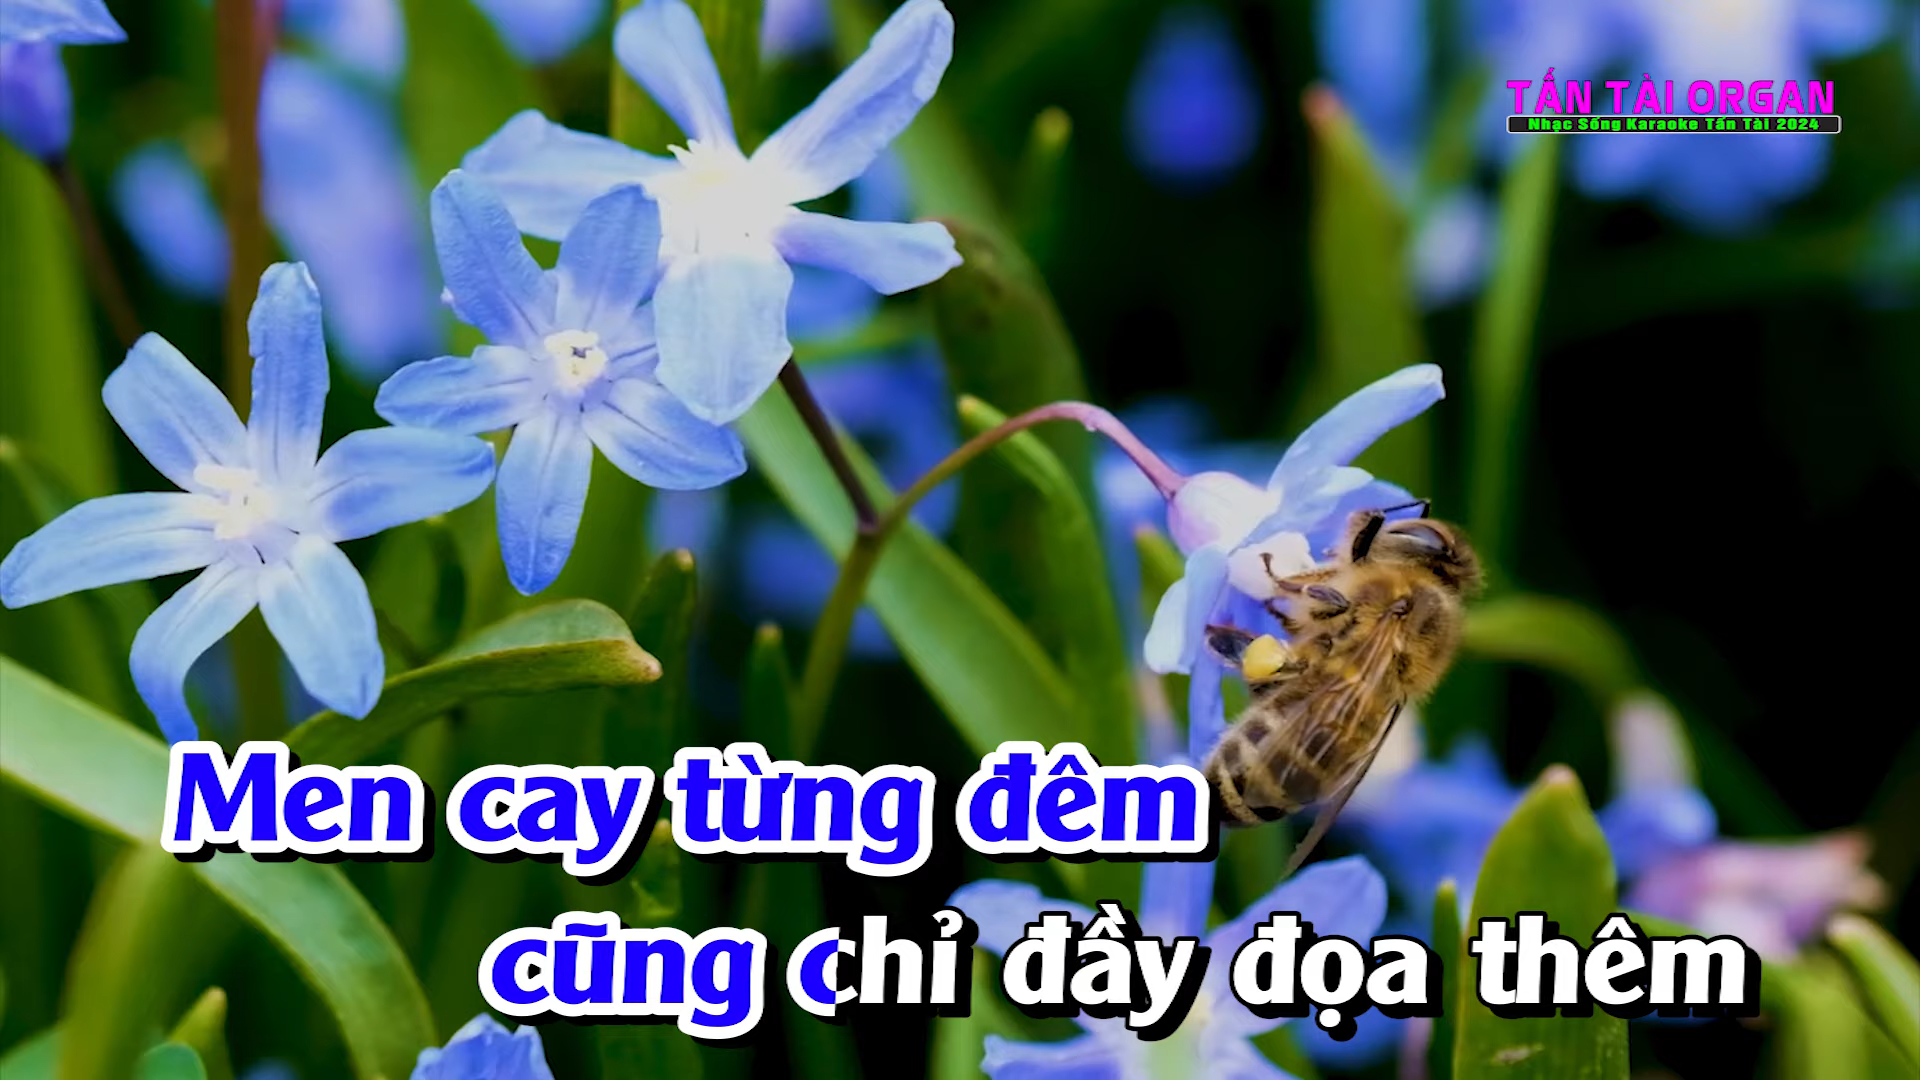 TẤN TÀI ORGAN
Nhạc Sống Karaoke Tấn Tài 2024
Men cay từng đêm
cũng chỉ đầy đọa thêm